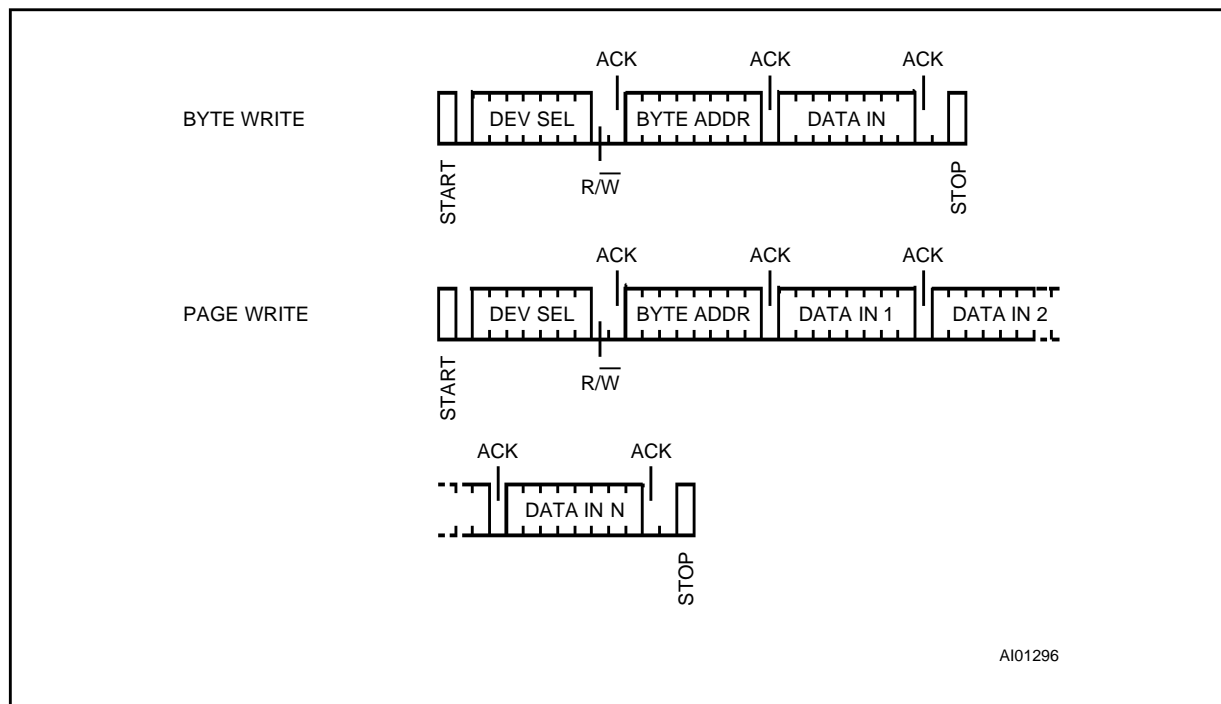 ACK ACK ACK
BYTE WRITE DEV SEL BYTE ADDR DATA IN
R/W̅
START STOP
ACK ACK ACK
PAGE WRITE DEV SEL BYTE ADDR DATA IN 1 DATA IN 2
R/W̅
START
ACK ACK
DATA IN N
STOP
AI01296